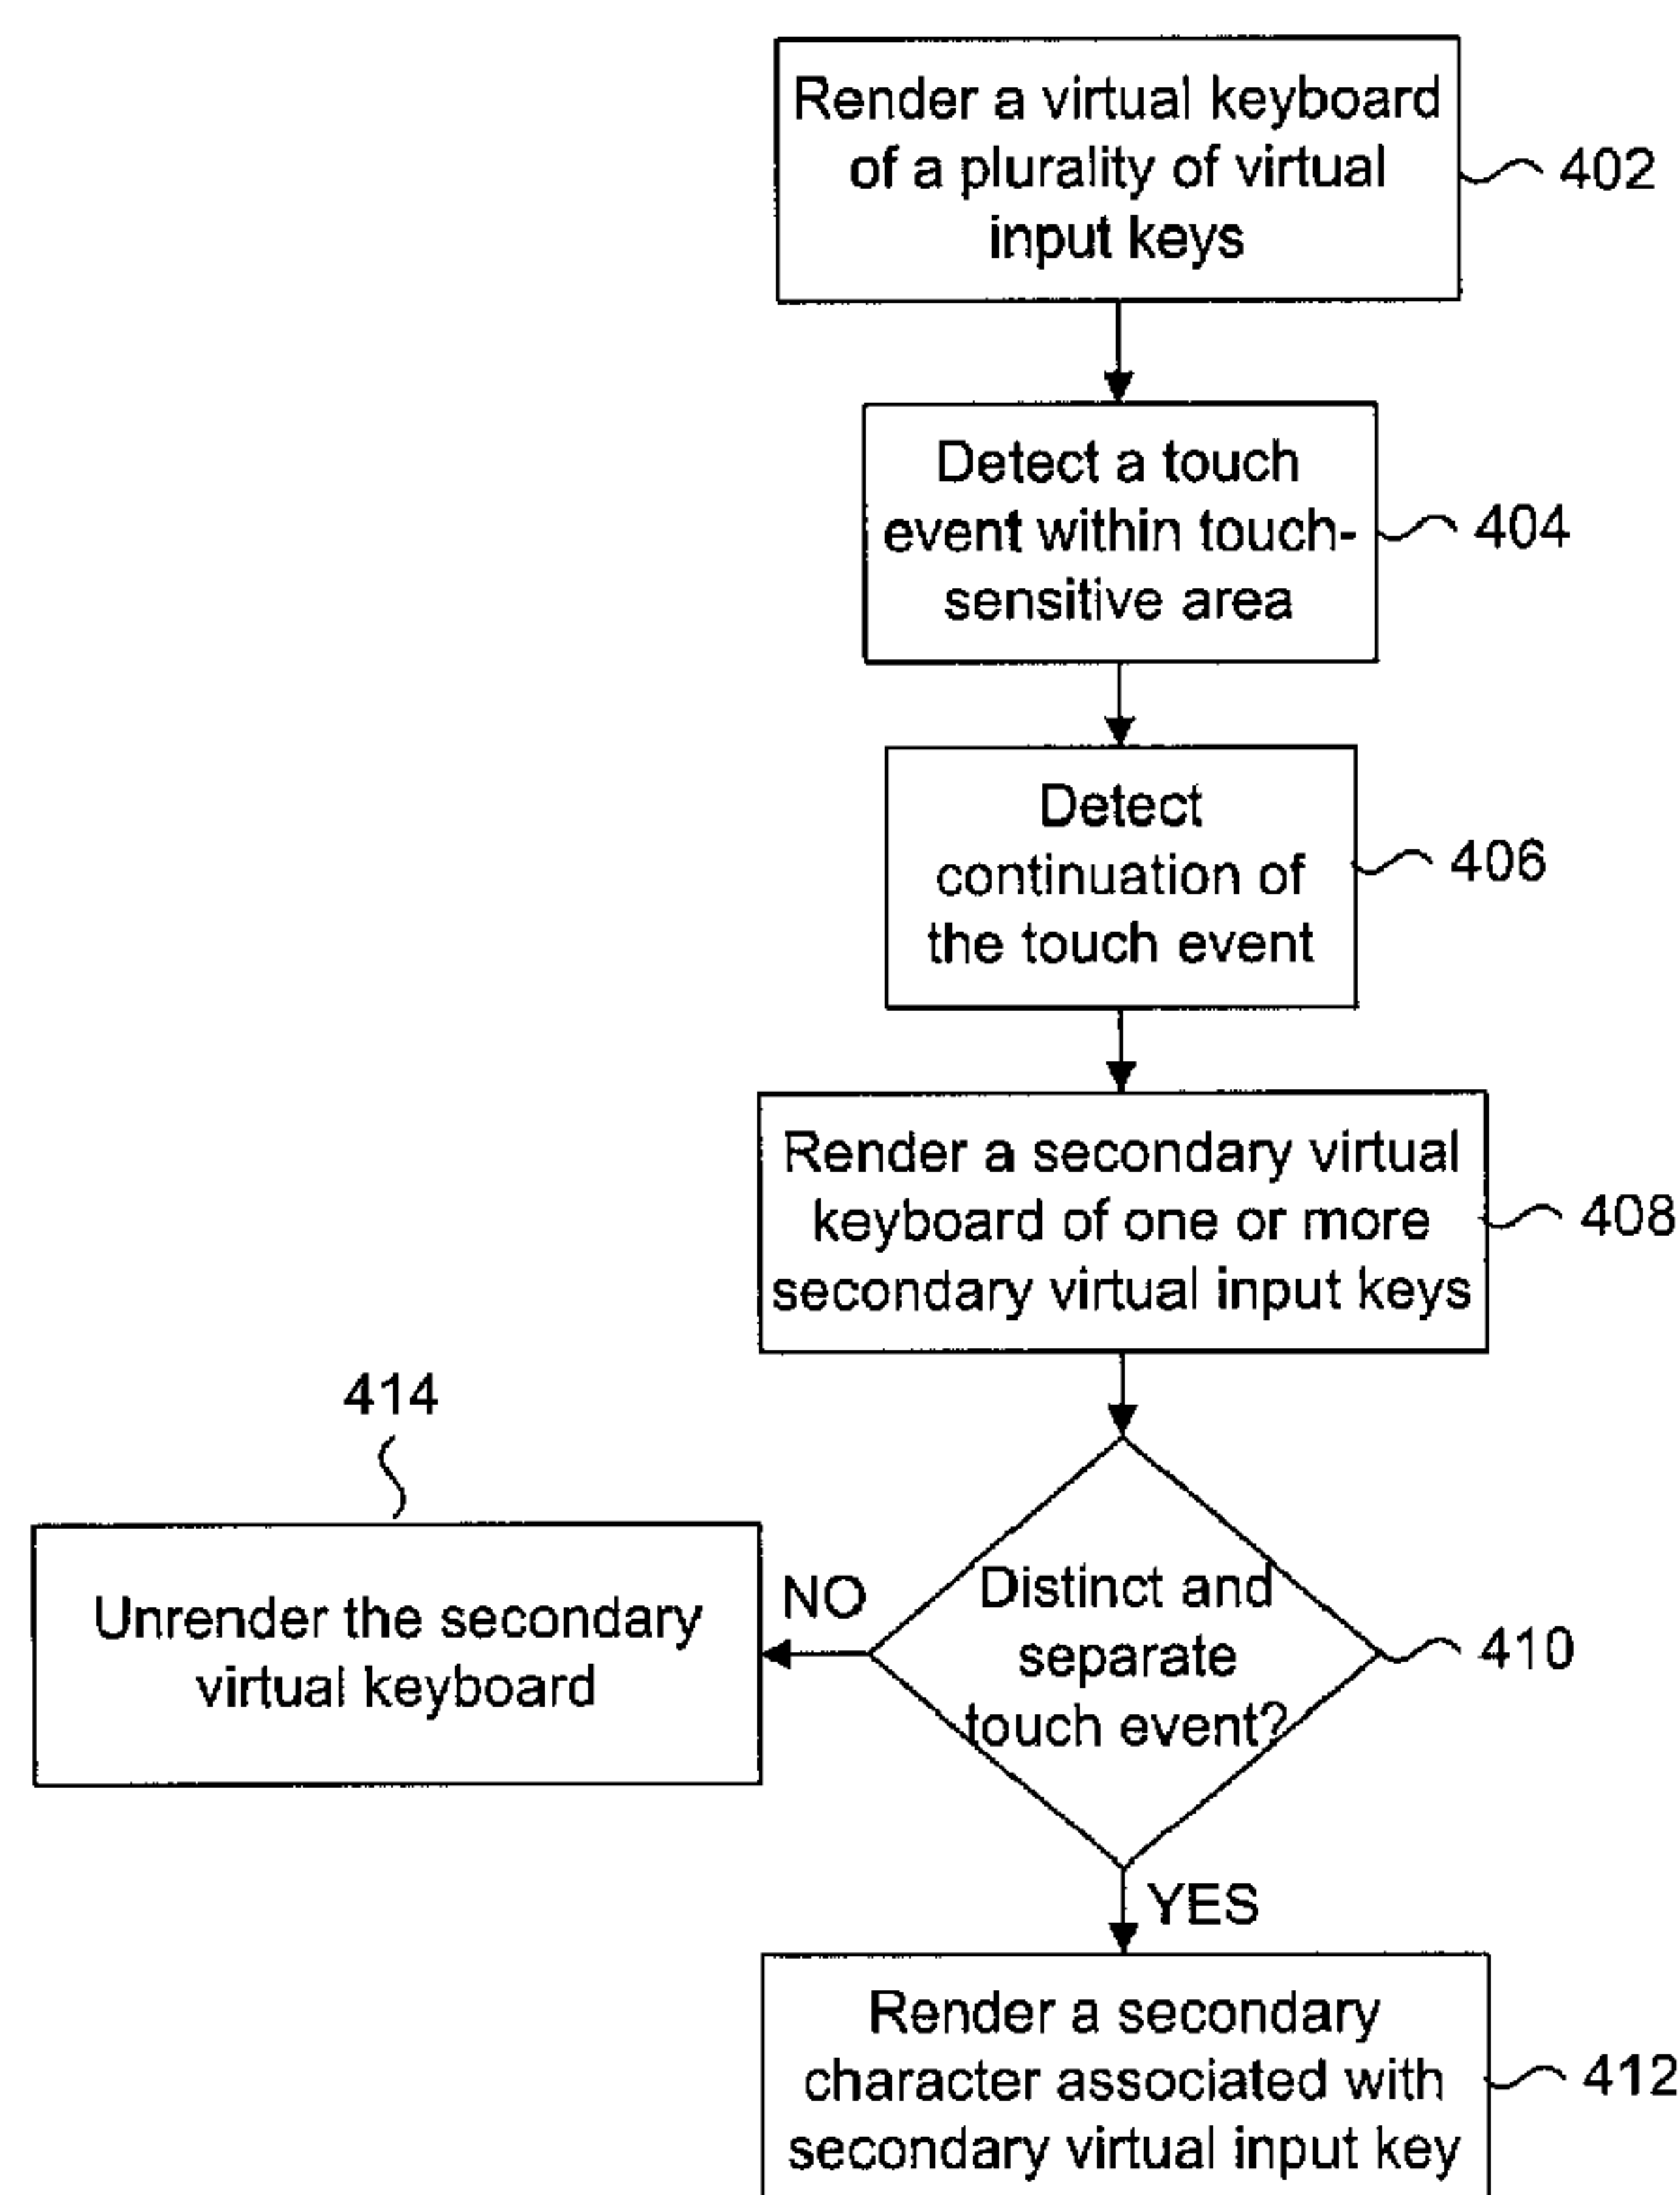 Render a virtual keyboard
of a plurality of virtual
input keys
402
Detect a touch
event within touch-
sensitive area
404
Detect
continuation of
the touch event
406
Render a secondary virtual
keyboard of one or more
secondary virtual input keys
408
414
Unrender the secondary
virtual keyboard
NO
Distinct and
separate
touch event?
410
YES
Render a secondary
character associated with
secondary virtual input key
412